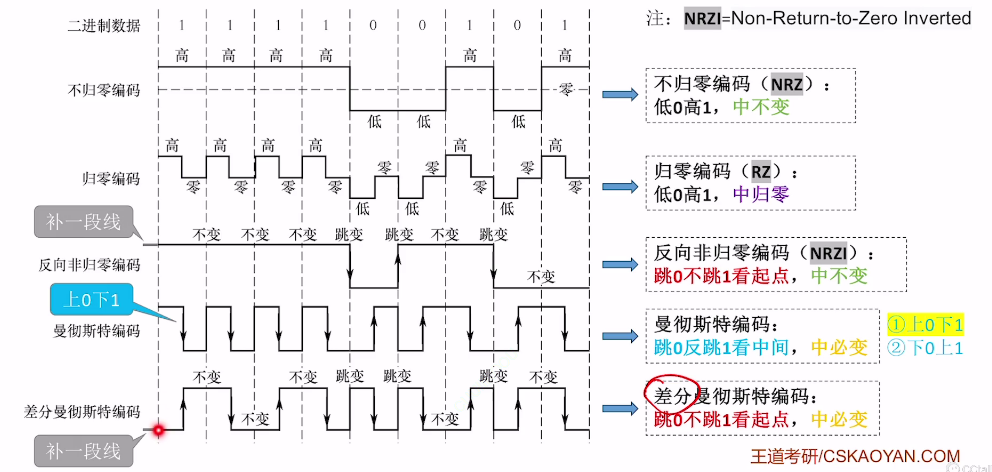 二进制数据 1 1 1 1 0 0 1 0 1
注：NRZI=Non-Return-to-Zero Inverted
高 高 高 高 高 高
不归零编码
零
低 低 低
不归零编码（NRZ）：
低0高1，中不变
高 高 高 高 高 高
归零编码
零 零 零 零 零 零 零 零 零
低 低 低
归零编码（RZ）：
低0高1，中归零
补一段线
不变 不变 不变 跳变 跳变 不变 跳变 不变
反向非归零编码
反向非归零编码（NRZI）：
跳0不跳1看起点，中不变
上0下1
曼彻斯特编码
曼彻斯特编码：
跳0反跳1看中间，中必变
①上0下1
②下0上1
不变 不变 跳变 跳变 跳变 不变
差分曼彻斯特编码
不变 不变
差分曼彻斯特编码：
跳0不跳1看起点，中必变
补一段线
王道考研/CSKAOYAN.COM